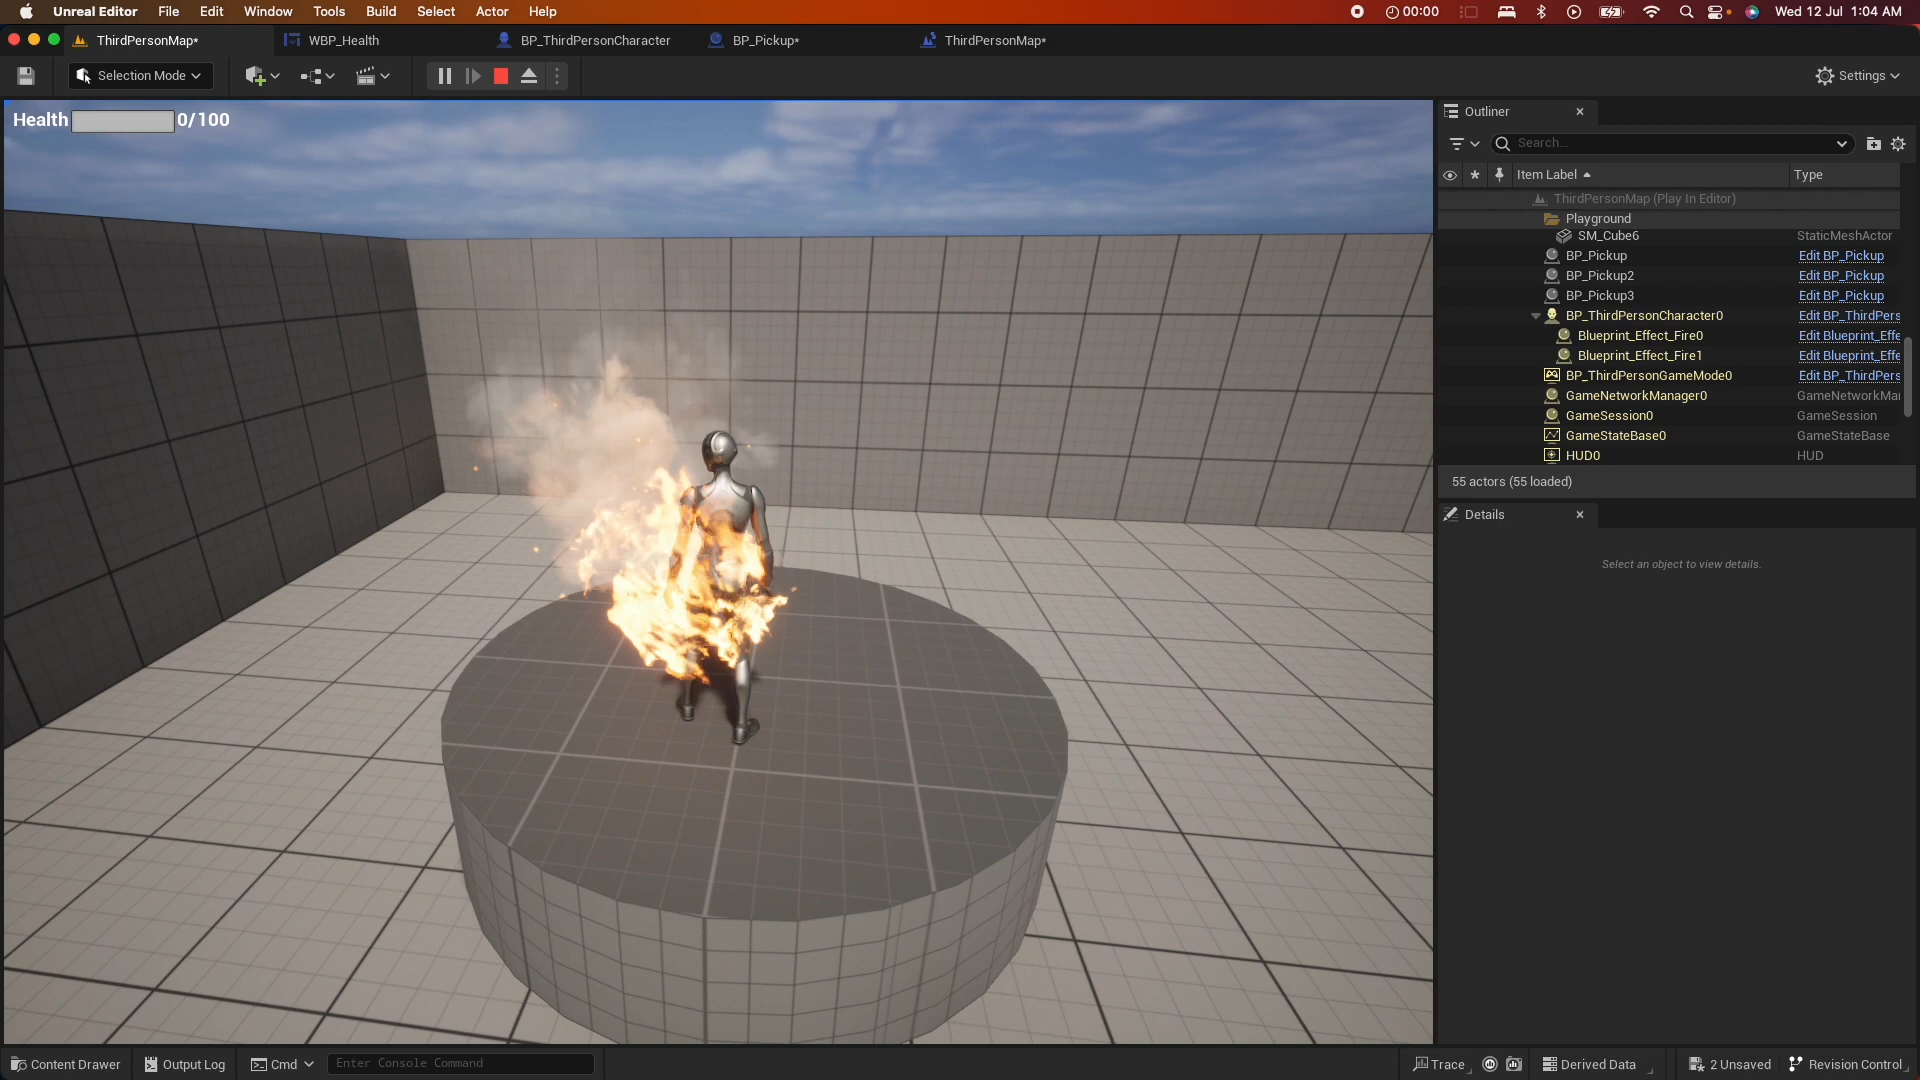 Unreal Editor File Edit Window Tools Build Select Actor Help 00:00 Wed 12 Jul 1:04 AM
ThirdPersonMap* WBP_Health BP_ThirdPersonCharacter BP_Pickup* ThirdPersonMap*
Selection Mode Settings
Health 0/100
Outliner
Search...
Item Label Type
ThirdPersonMap (Play In Editor)
Playground
SM_Cube6 StaticMeshActor
BP_Pickup Edit BP_Pickup
BP_Pickup2 Edit BP_Pickup
BP_Pickup3 Edit BP_Pickup
BP_ThirdPersonCharacter0 Edit BP_ThirdPers
Blueprint_Effect_Fire0 Edit Blueprint_Effe
Blueprint_Effect_Fire1 Edit Blueprint_Effe
BP_ThirdPersonGameMode0 Edit BP_ThirdPers
GameNetworkManager0 GameNetworkMan
GameSession0 GameSession
GameStateBase0 GameStateBase
HUD0 HUD
55 actors (55 loaded)
Details
Select an object to view details.
Content Drawer Output Log Cmd Enter Console Command Trace Derived Data 2 Unsaved Revision Control